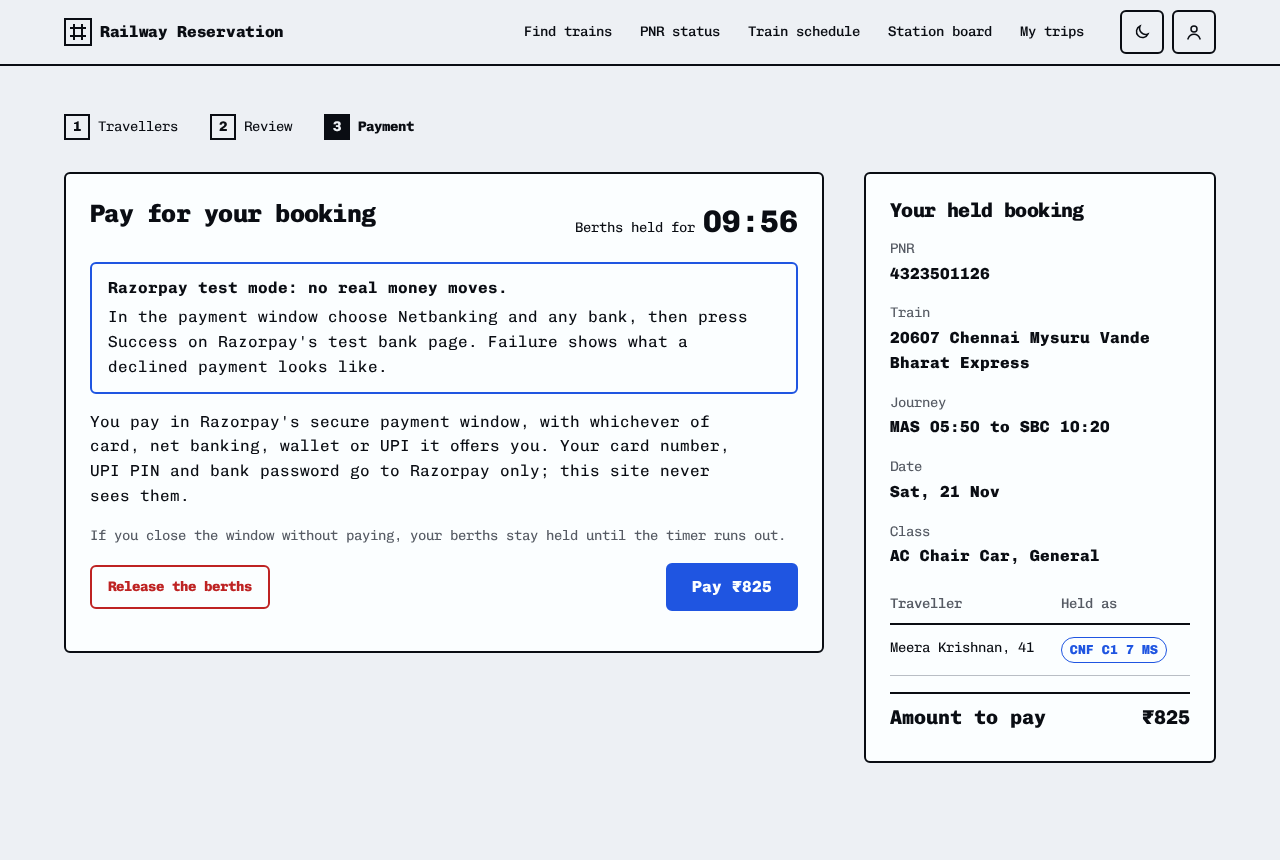 Railway Reservation
Find trains
PNR status
Train schedule
Station board
My trips
1 Travellers
2 Review
3 Payment
Pay for your booking
Berths held for 09:56
Razorpay test mode: no real money moves.
In the payment window choose Netbanking and any bank, then press
Success on Razorpay's test bank page. Failure shows what a
declined payment looks like.
You pay in Razorpay's secure payment window, with whichever of
card, net banking, wallet or UPI it offers you. Your card number,
UPI PIN and bank password go to Razorpay only; this site never
sees them.
If you close the window without paying, your berths stay held until the timer runs out.
Release the berths
Pay ₹825
Your held booking
PNR
4323501126
Train
20607 Chennai Mysuru Vande
Bharat Express
Journey
MAS 05:50 to SBC 10:20
Date
Sat, 21 Nov
Class
AC Chair Car, General
Traveller Held as
Meera Krishnan, 41 CNF C1 7 MS
Amount to pay ₹825